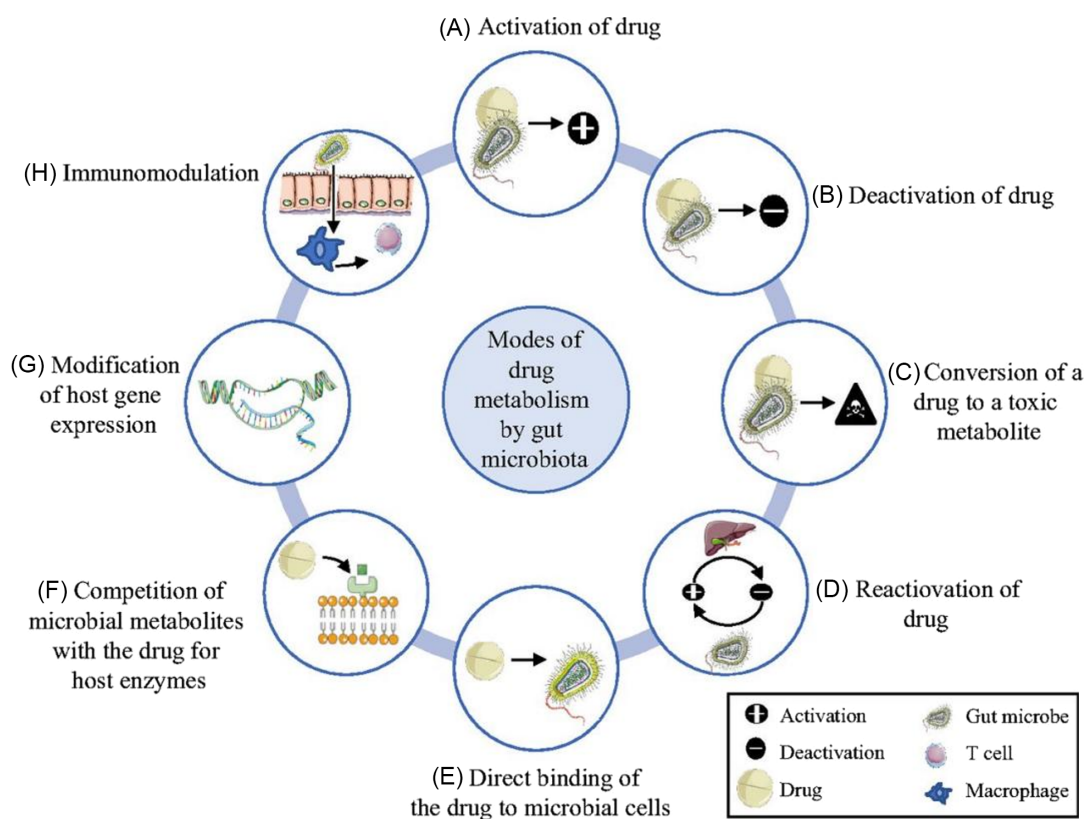 (A) Activation of drug
(B) Deactivation of drug
(C) Conversion of a
drug to a toxic
metabolite
(D) Reactiovation of
drug
(E) Direct binding of
the drug to microbial cells
(F) Competition of
microbial metabolites
with the drug for
host enzymes
(G) Modification
of host gene
expression
(H) Immunomodulation
Modes of
drug
metabolism
by gut
microbiota
Activation
Deactivation
Drug
Gut microbe
T cell
Macrophage